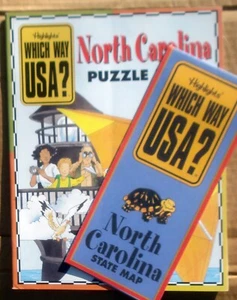 Highlights
WHICH WAY
USA?
North Carolina
PUZZLE
Highlights
WHICH WAY
USA?
North
Carolina
STATE MAP